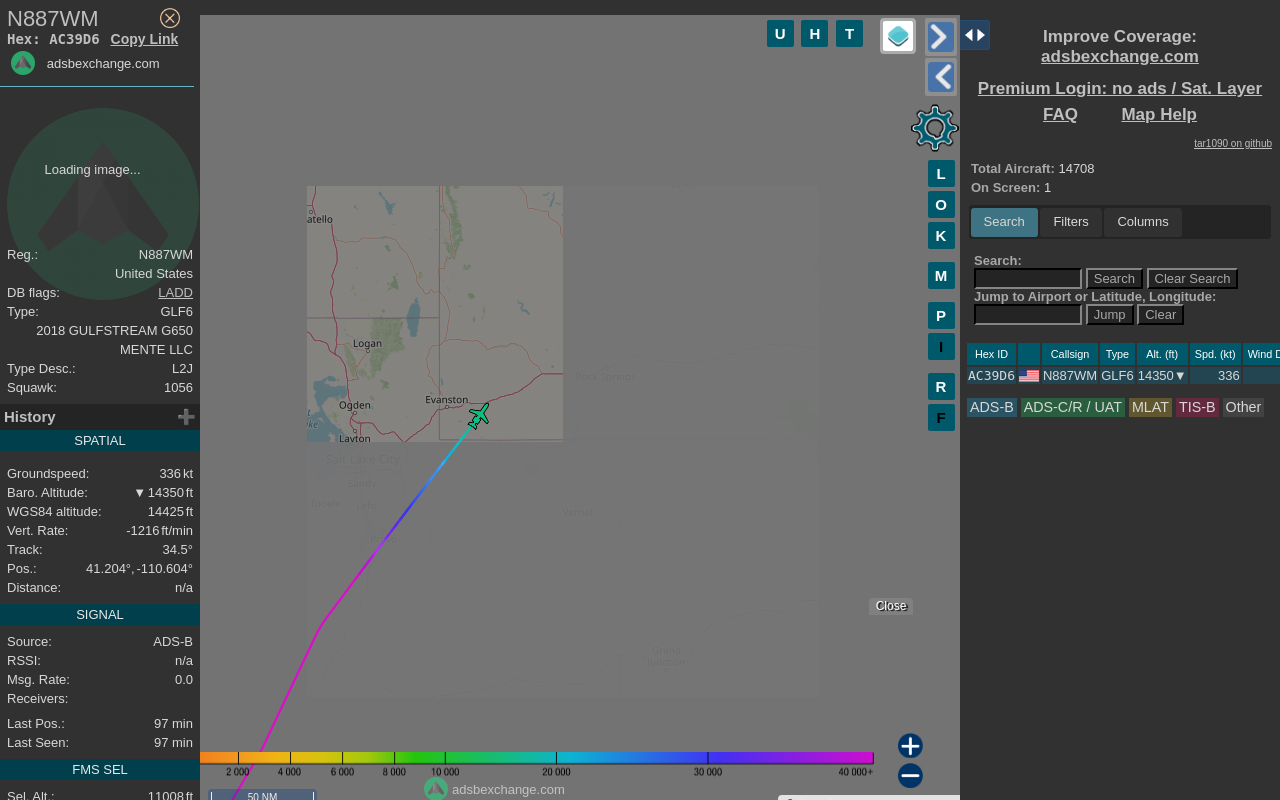 N887WM
Hex: AC39D6 Copy Link
adsbexchange.com
Loading image...
Reg.: N887WM
United States
DB flags: LADD
Type: GLF6
2018 GULFSTREAM G650
MENTE LLC
Type Desc.: L2J
Squawk: 1056
History
SPATIAL
Groundspeed: 336 kt
Baro. Altitude: ▼ 14350 ft
WGS84 altitude: 14425 ft
Vert. Rate: -1216 ft/min
Track: 34.5°
Pos.: 41.204°, -110.604°
Distance: n/a
SIGNAL
Source: ADS-B
RSSI: n/a
Msg. Rate: 0.0
Receivers:
Last Pos.: 97 min
Last Seen: 97 min
FMS SEL
Sel. Alt.: 11008 ft
U H T
L
O
K
M
P
I
R
F
atello
Logan
Ogden
Evanston
Layton
ke
Rock Springs
Salt Lake City
Sandy
Vernal
Grand
Junction
Close
2 000 4 000 6 000 8 000 10 000 20 000 30 000 40 000+
adsbexchange.com
50 NM
Improve Coverage:
adsbexchange.com
Premium Login: no ads / Sat. Layer
FAQ Map Help
tar1090 on github
Total Aircraft: 14708
On Screen: 1
Search Filters Columns
Search:
Search Clear Search
Jump to Airport or Latitude, Longitude:
Jump Clear
Hex ID Callsign Type Alt. (ft) Spd. (kt) Wind D
AC39D6 N887WM GLF6 14350▼ 336
ADS-B ADS-C/R / UAT MLAT TIS-B Other